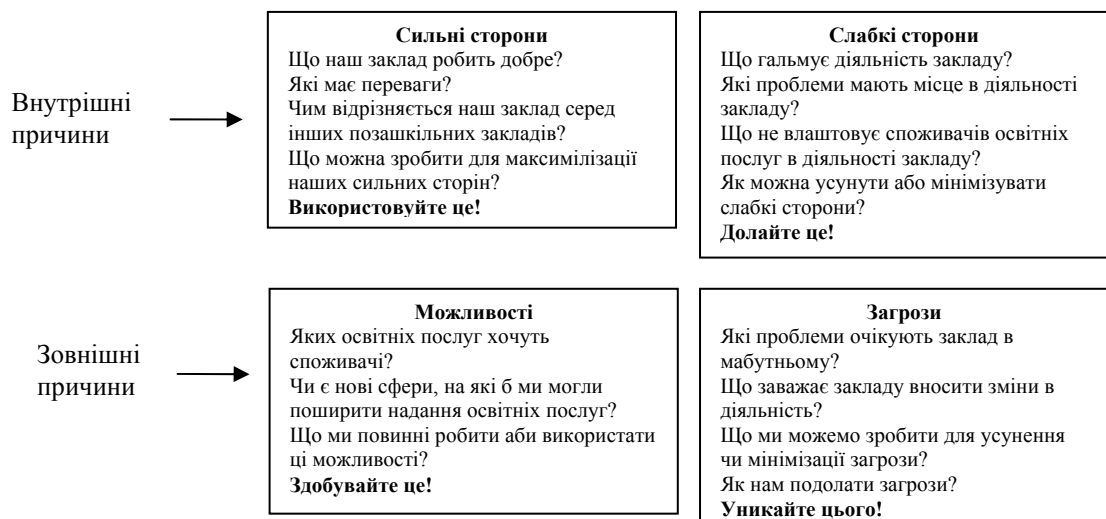 Внутрішні
причини
Сильні сторони
Що наш заклад робить добре?
Які має переваги?
Чим відрізняється наш заклад серед
інших позашкільних закладів?
Що можна зробити для максимілізації
наших сильних сторін?
Використовуйте це!
Слабкі сторони
Що гальмує діяльність закладу?
Які проблеми мають місце в діяльності
закладу?
Що не влаштовує споживачів освітніх
послуг в діяльності закладу?
Як можна усунути або мінімізувати
слабкі сторони?
Долайте це!
Зовнішні
причини
Можливості
Яких освітніх послуг хочуть
споживачі?
Чи є нові сфери, на які б ми могли
поширити надання освітніх послуг?
Що ми повинні робити аби використати
ці можливості?
Здобувайте це!
Загрози
Які проблеми очікують заклад в
мабутньому?
Що заважає закладу вносити зміни в
діяльність?
Що ми можемо зробити для усунення
чи мінімізації загрози?
Як нам подолати загрози?
Уникайте цього!